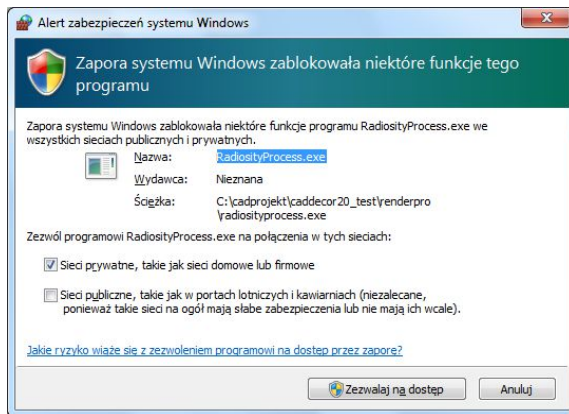 Alert zabezpieczeń systemu Windows
Zapora systemu Windows zablokowała niektóre funkcje tego
programu
Zapora systemu Windows zablokowała niektóre funkcje programu RadiosityProcess.exe we
wszystkich sieciach publicznych i prywatnych.
Nazwa: RadiosityProcess.exe
Wydawca: Nieznana
Ścieżka: C:\cadprojekt\caddecor20_test\renderpro
\radiosityprocess.exe
Zezwól programowi RadiosityProcess.exe na połączenia w tych sieciach:
Sieci prywatne, takie jak sieci domowe lub firmowe
Sieci publiczne, takie jak w portach lotniczych i kawiarniach (niezalecane,
ponieważ takie sieci na ogół mają słabe zabezpieczenia lub nie mają ich wcale).
Jakie ryzyko wiąże się z zezwoleniem programowi na dostęp przez zaporę?
Zezwalaj na dostęp Anuluj